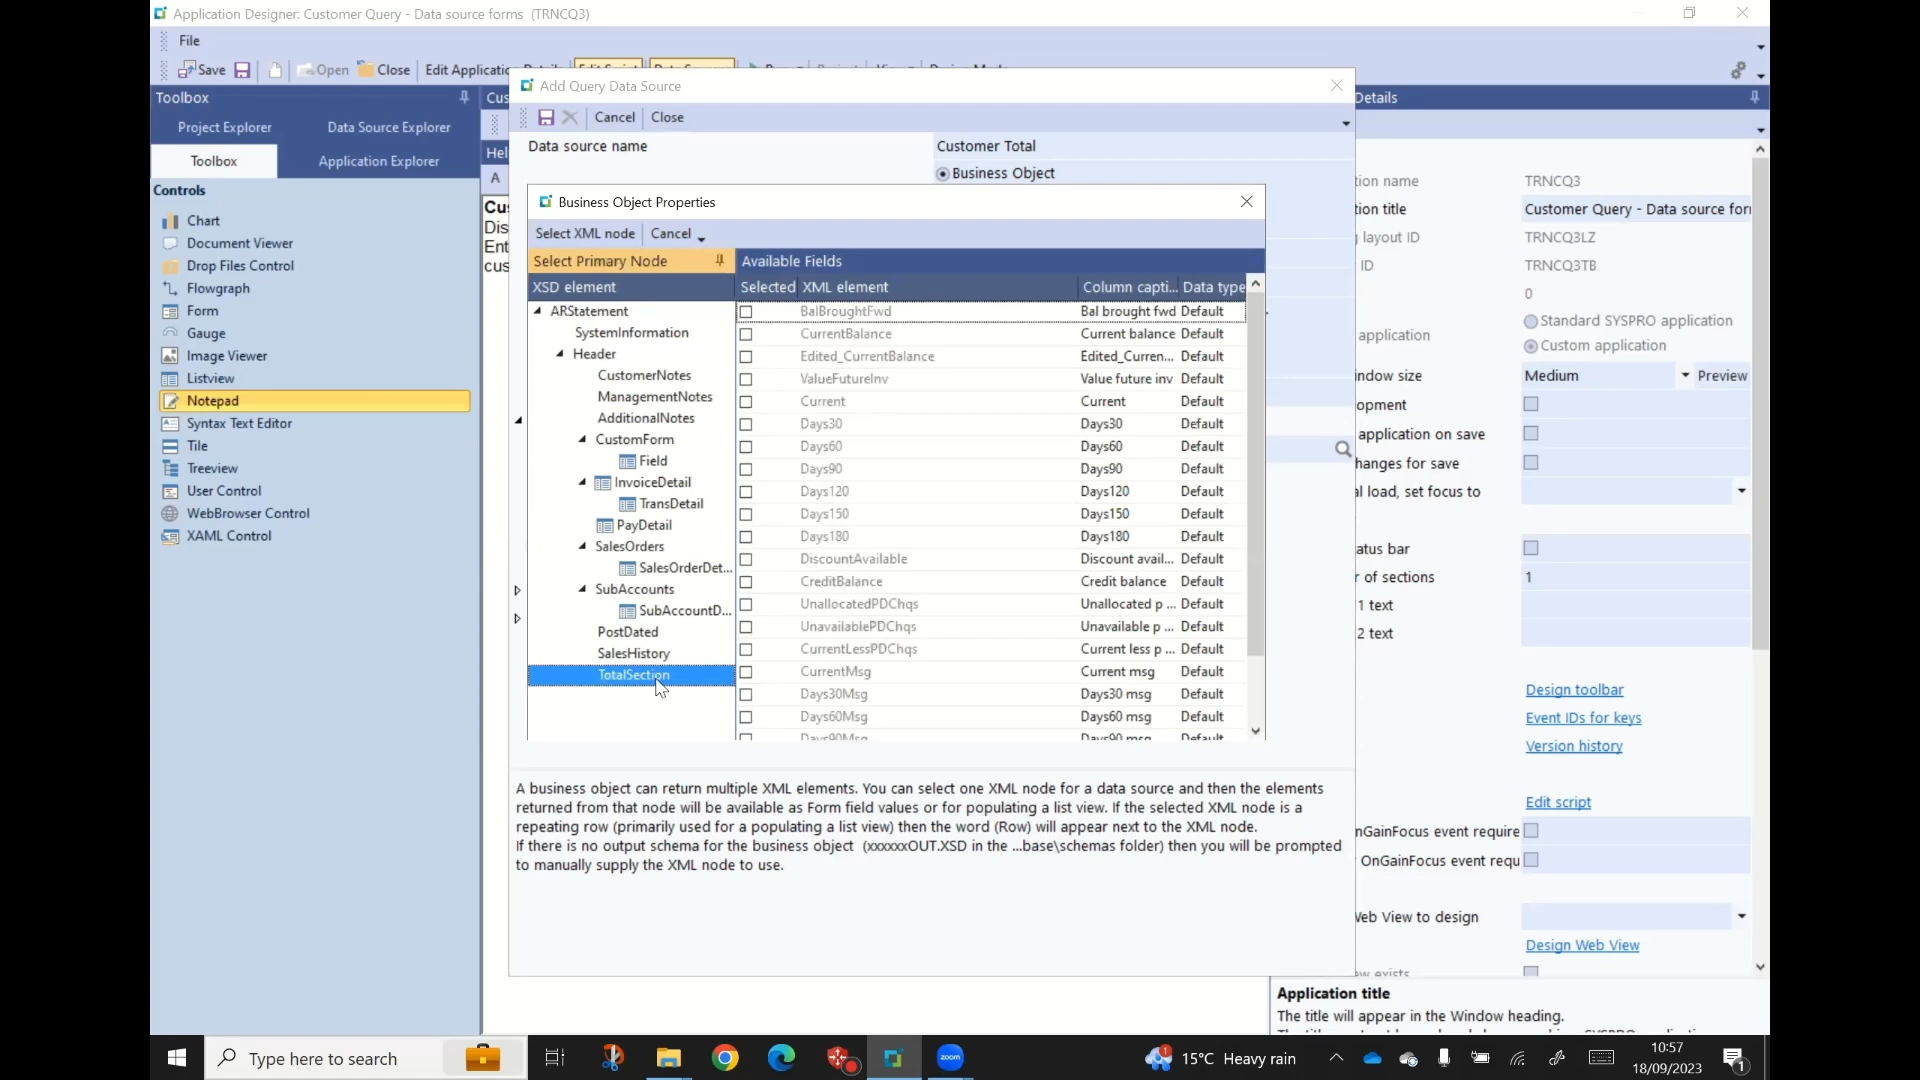 Application Designer: Customer Query - Data source forms (TRNCQ3)
File
Save Open Close Edit Applicatio
Toolbox
Project Explorer Data Source Explorer
Toolbox Application Explorer
Controls
Chart
Document Viewer
Drop Files Control
Flowgraph
Form
Gauge
Image Viewer
Listview
Notepad
Syntax Text Editor
Tile
Treeview
User Control
WebBrowser Control
XAML Control
Cus
Hel
A
Cu
Dis
Ent
cus
Add Query Data Source
Cancel Close
Data source name Customer Total
Business Object
Business Object Properties
Select XML node Cancel
Select Primary Node Available Fields
XSD element Selected XML element Column capti... Data type
ARStatement
SystemInformation
Header
CustomerNotes
ManagementNotes
AdditionalNotes
CustomForm
Field
InvoiceDetail
TransDetail
PayDetail
SalesOrders
SalesOrderDet...
SubAccounts
SubAccountD...
PostDated
SalesHistory
TotalSection
BalBroughtFwd Bal brought fwd Default
CurrentBalance Current balance Default
Edited_CurrentBalance Edited_Curren... Default
ValueFutureInv Value future inv Default
Current Current Default
Days30 Days30 Default
Days60 Days60 Default
Days90 Days90 Default
Days120 Days120 Default
Days150 Days150 Default
Days180 Days180 Default
DiscountAvailable Discount avail... Default
CreditBalance Credit balance Default
UnallocatedPDChqs Unallocated p ... Default
UnavailablePDChqs Unavailable p ... Default
CurrentLessPDChqs Current less p ... Default
CurrentMsg Current msg Default
Days30Msg Days30 msg Default
Days60Msg Days60 msg Default
Days90Msg Days90 msg Default
A business object can return multiple XML elements. You can select one XML node for a data source and then the elements
returned from that node will be available as Form field values or for populating a list view. If the selected XML node is a
repeating row (primarily used for a populating a list view) then the word (Row) will appear next to the XML node.
If there is no output schema for the business object (xxxxxxOUT.XSD in the ...base\schemas folder) then you will be prompted
to manually supply the XML node to use.
Details
tion name TRNCQ3
tion title Customer Query - Data source forr
layout ID TRNCQ3LZ
ID TRNCQ3TB
0
Standard SYSPRO application
application
Custom application
indow size Medium Preview
opment
application on save
hanges for save
al load, set focus to
atus bar
r of sections 1
1 text
2 text
Design toolbar
Event IDs for keys
Version history
Edit script
nGainFocus event require
OnGainFocus event requ
Web View to design
Design Web View
Application title
The title will appear in the Window heading.
Type here to search
zoom
1
15°C Heavy rain
10:57
18/09/2023
1